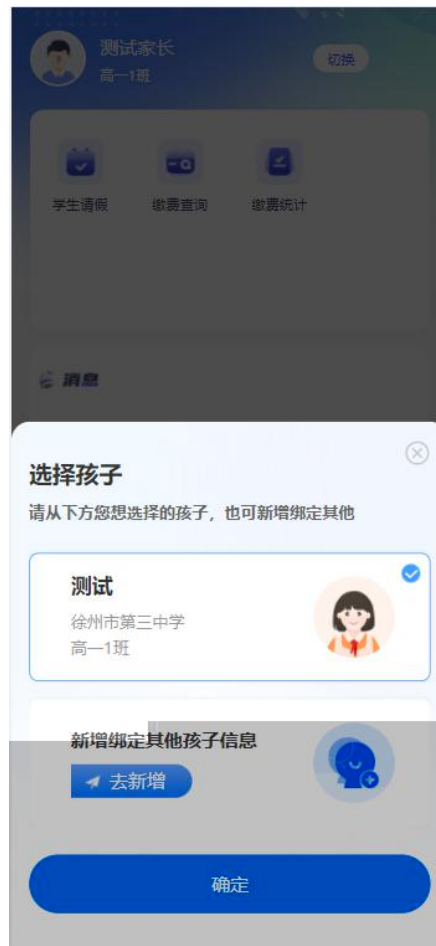 测试家长
高一1班
切换
学生请假
缴费查询
缴费统计
消息
选择孩子
请从下方您想选择的孩子，也可新增绑定其他
测试
徐州市第三中学
高一1班
新增绑定其他孩子信息
去新增
确定